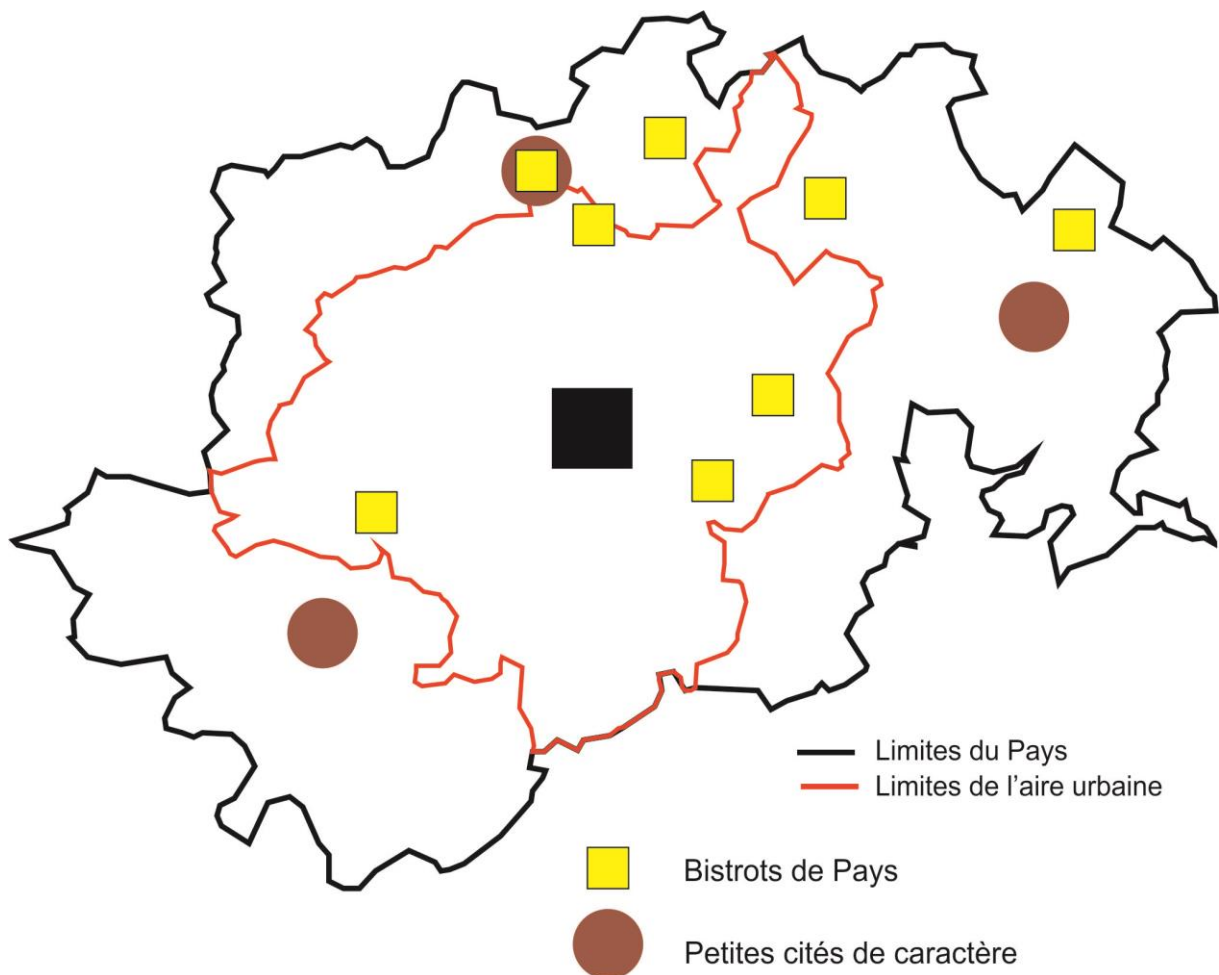 Limites du Pays
Limites de l'aire urbaine
Bistrots de Pays
Petites cités de caractère